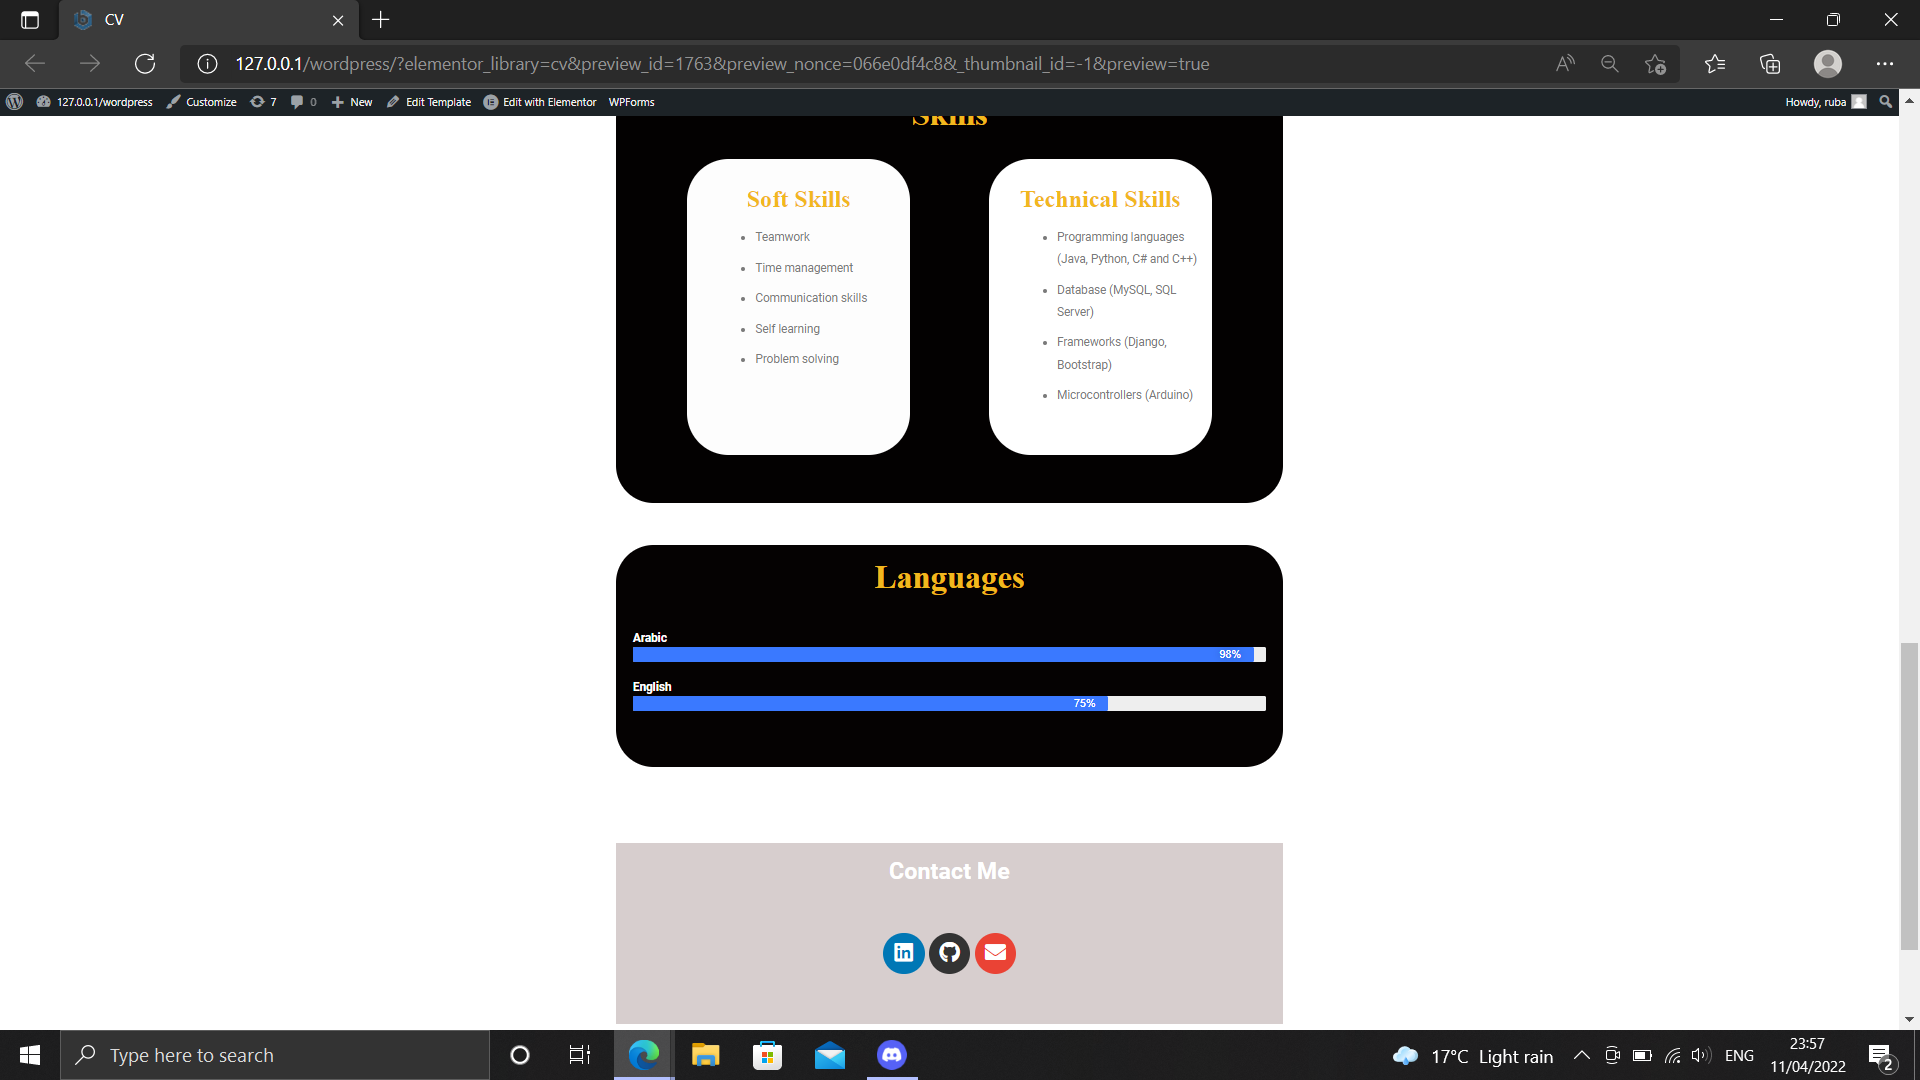 CV
127.0.0.1/wordpress/?elementor_library=cv&preview_id=1763&preview_nonce=066e0df4c8&_thumbnail_id=-1&preview=true
127.0.0.1/wordpress Customize 7 0 New Edit Template Edit with Elementor WPForms Howdy, ruba
Skills
Soft Skills
Teamwork
Time management
Communication skills
Self learning
Problem solving
Technical Skills
Programming languages
(Java, Python, C# and C++)
Database (MySQL, SQL
Server)
Frameworks (Django,
Bootstrap)
Microcontrollers (Arduino)
Languages
Arabic
98%
English
75%
Contact Me
in
Type here to search
17°C Light rain
ENG
23:57
11/04/2022
2